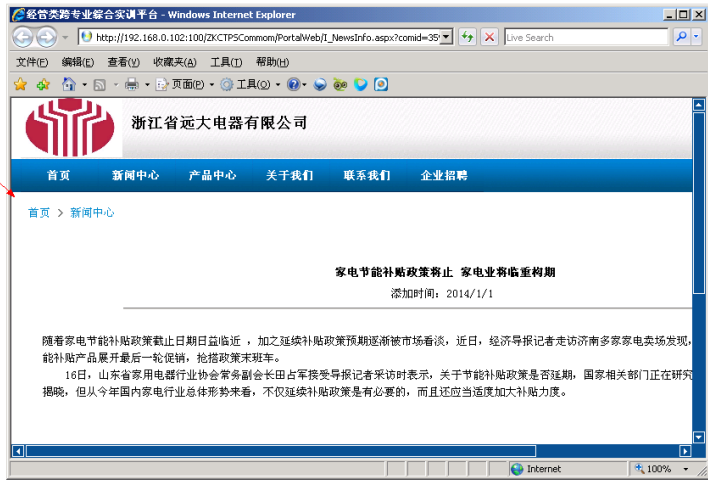 经管类跨专业综合实训平台 - Windows Internet Explorer
http://192.168.0.102:100/ZKCTPSCommom/PortalWeb/I_NewsInfo.aspx?comid=35
Live Search
文件(F) 编辑(E) 查看(V) 收藏夹(A) 工具(T) 帮助(H)
页面(P) 工具(O)
浙江省远大电器有限公司
首页 新闻中心 产品中心 关于我们 联系我们 企业招聘
首页 > 新闻中心
家电节能补贴政策将止 家电业将临重构期
添加时间：2014/1/1
随着家电节能补贴政策截止日期日益临近 ，加之延续补贴政策预期逐渐被市场看淡，近日，经济导报记者走访济南多家家电卖场发现，
能补贴产品展开最后一轮促销，抢搭政策末班车。
16日，山东省家用电器行业协会常务副会长田占军接受导报记者采访时表示，关于节能补贴政策是否延期，国家相关部门正在研究
揭晓，但从今年国内家电行业总体形势来看，不仅延续补贴政策是有必要的，而且还应当适度加大补贴力度。
Internet 100%